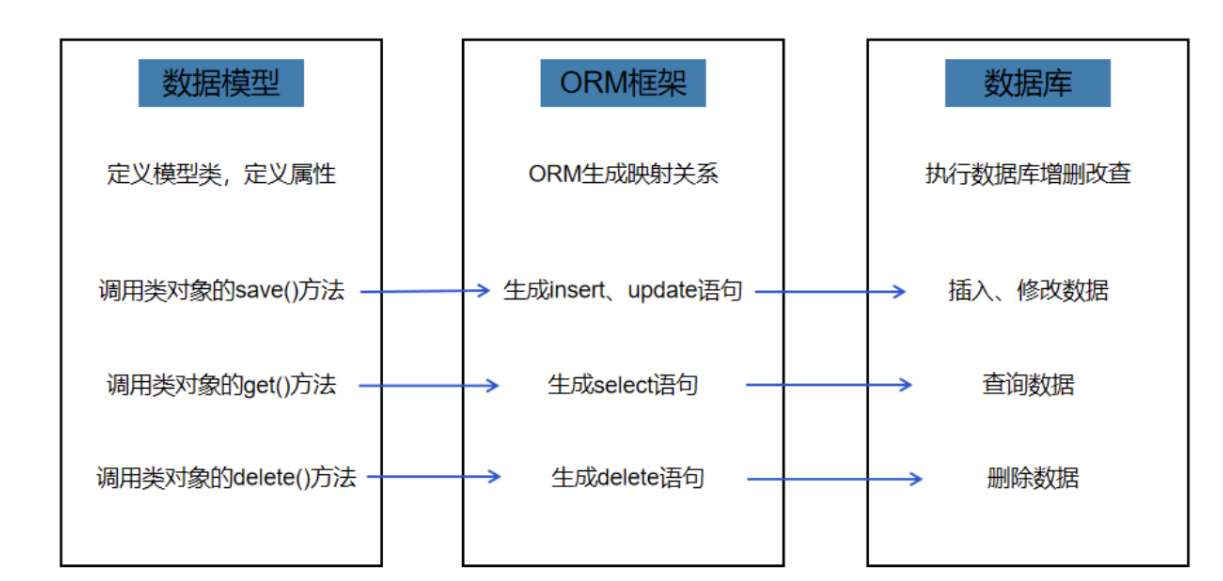 数据模型
定义模型类，定义属性
调用类对象的save()方法
调用类对象的get()方法
调用类对象的delete()方法
ORM框架
ORM生成映射关系
生成insert、update语句
生成select语句
生成delete语句
数据库
执行数据库增删改查
插入、修改数据
查询数据
删除数据